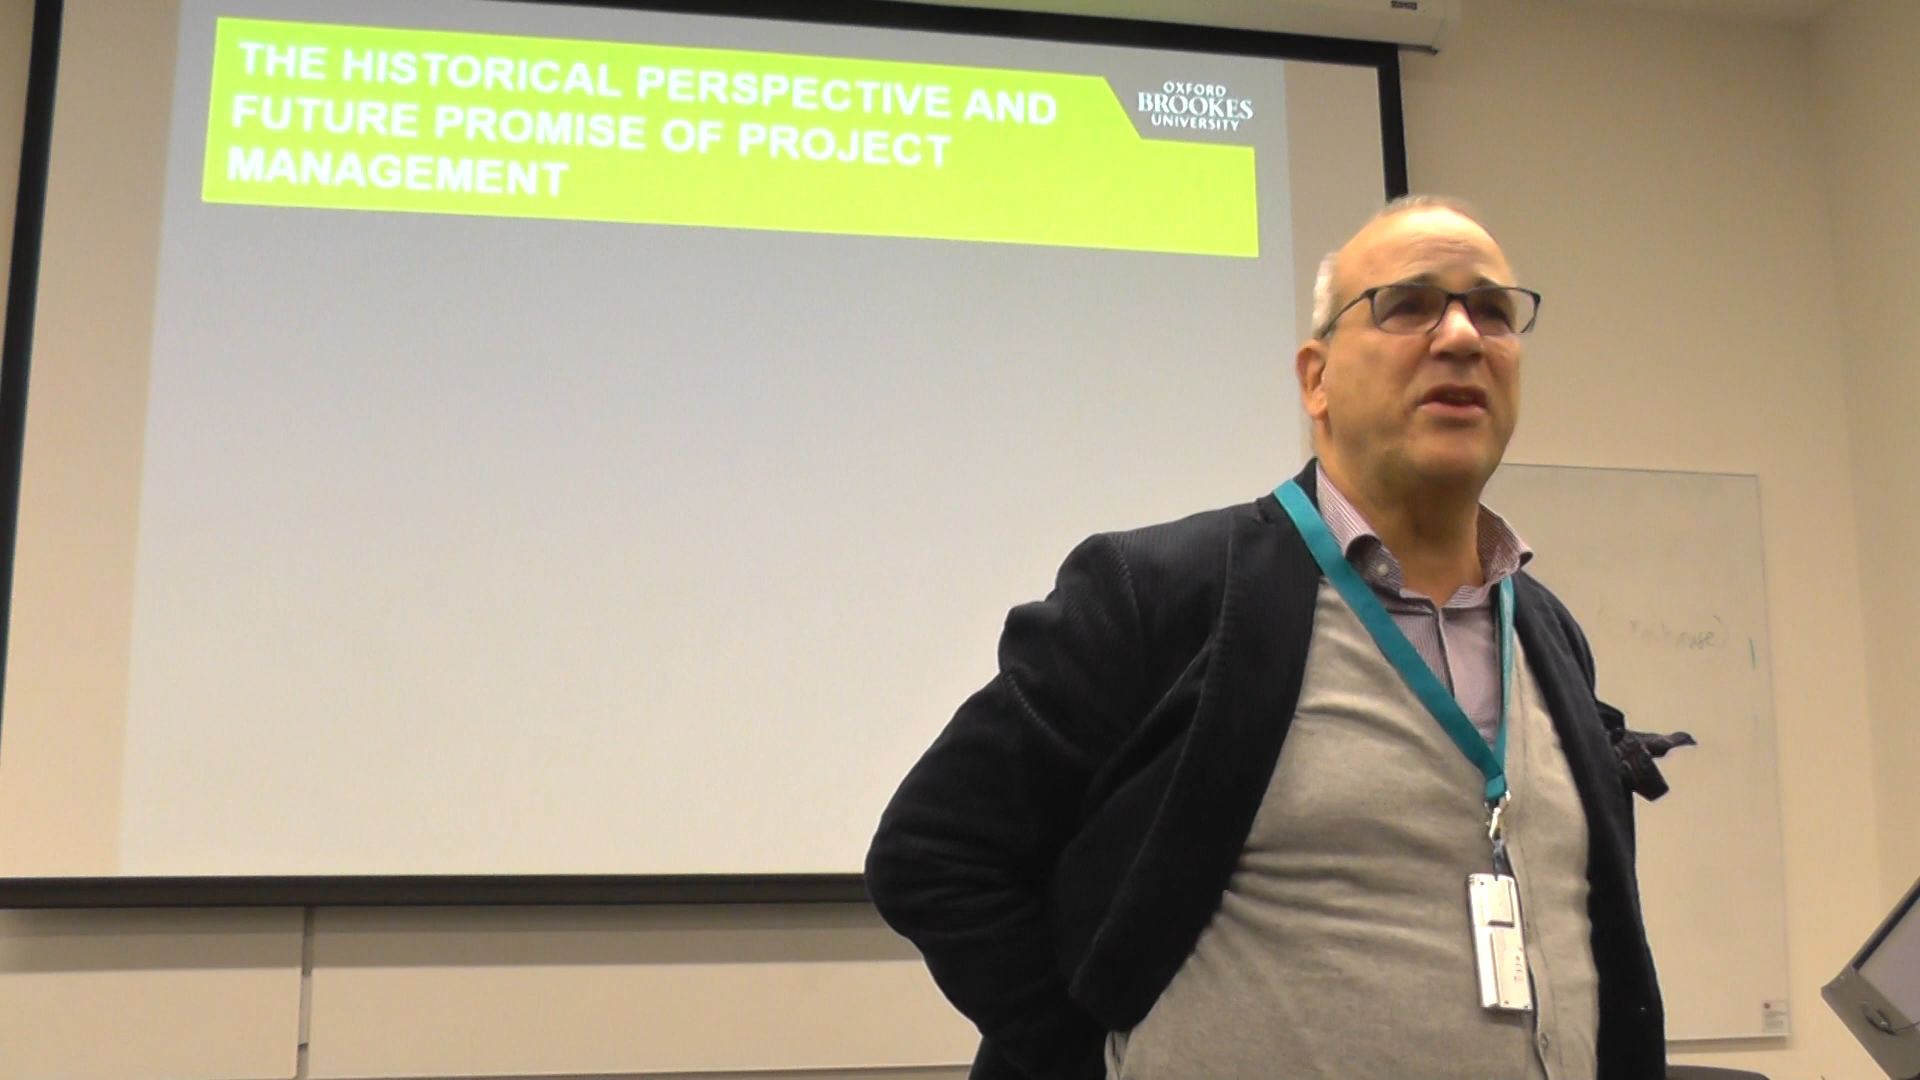 THE HISTORICAL PERSPECTIVE AND
FUTURE PROMISE OF PROJECT
MANAGEMENT
OXFORD
BROOKES
UNIVERSITY